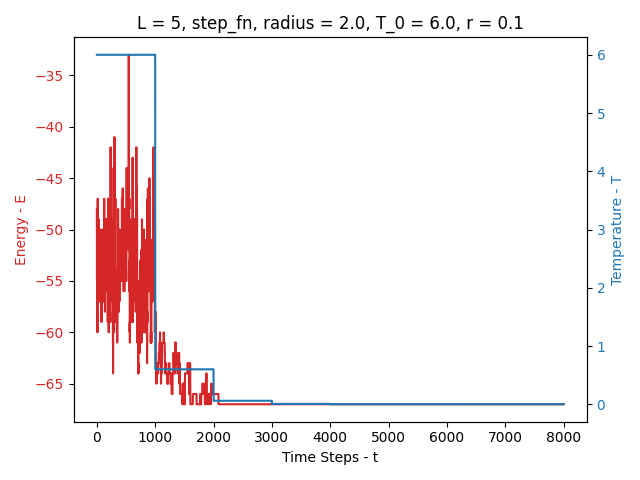 L = 5, step_fn, radius = 2.0, T_0 = 6.0, r = 0.1
Energy - E
−35
−40
−45
−50
−55
−60
−65
6
5
4
3
2
1
0
Temperature - T
0 1000 2000 3000 4000 5000 6000 7000 8000
Time Steps - t